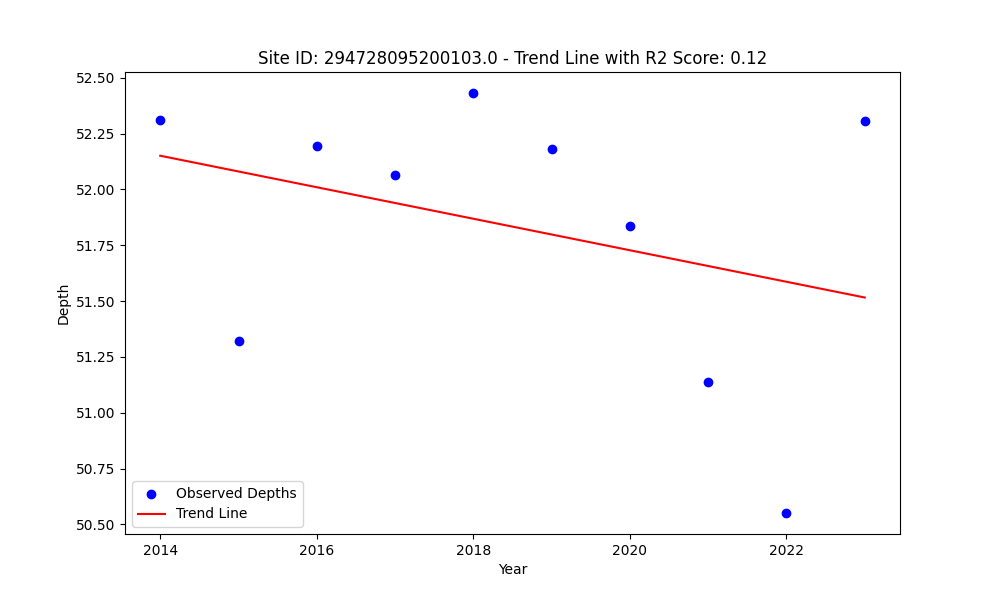 Site ID: 294728095200103.0 - Trend Line with R2 Score: 0.12
52.50
52.25
52.00
51.75
51.50
51.25
51.00
50.75
50.50
Depth
Observed Depths
Trend Line
2014
2016
2018
2020
2022
Year